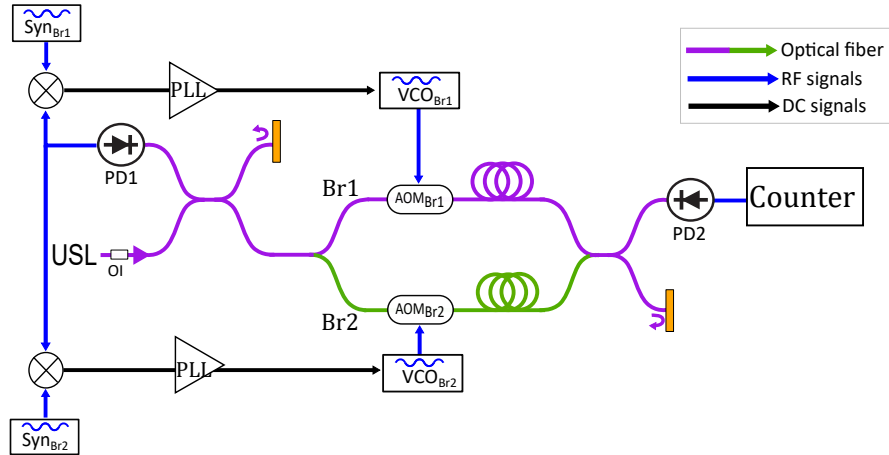 Syn_Br1
PLL
VCO_Br1
Optical fiber
RF signals
DC signals
PD1
Br1
AOM_Br1
PD2
Counter
USL
OI
Br2
AOM_Br2
PLL
VCO_Br2
Syn_Br2